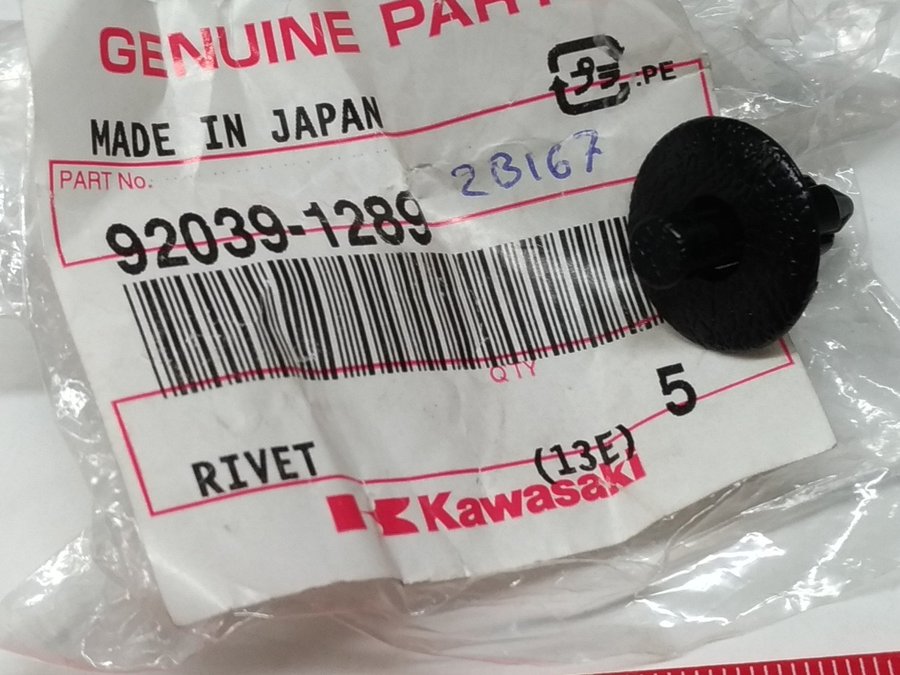 GENUINE PART
プラ:PE
MADE IN JAPAN
PART No.
2B167
92039-1289
QTY
5
RIVET
(13E)
Kawasaki